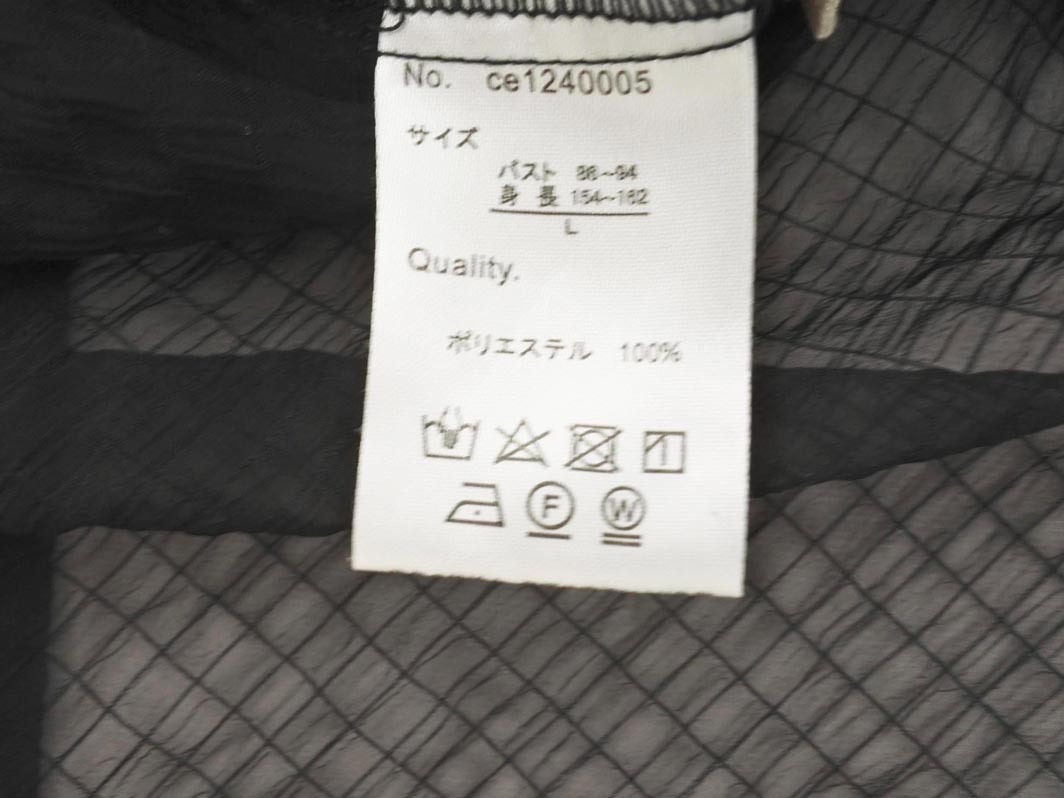 No. ce1240005
サイズ
バスト 86~94
身長 154~162
L
Quality.
ポリエステル 100%
F W